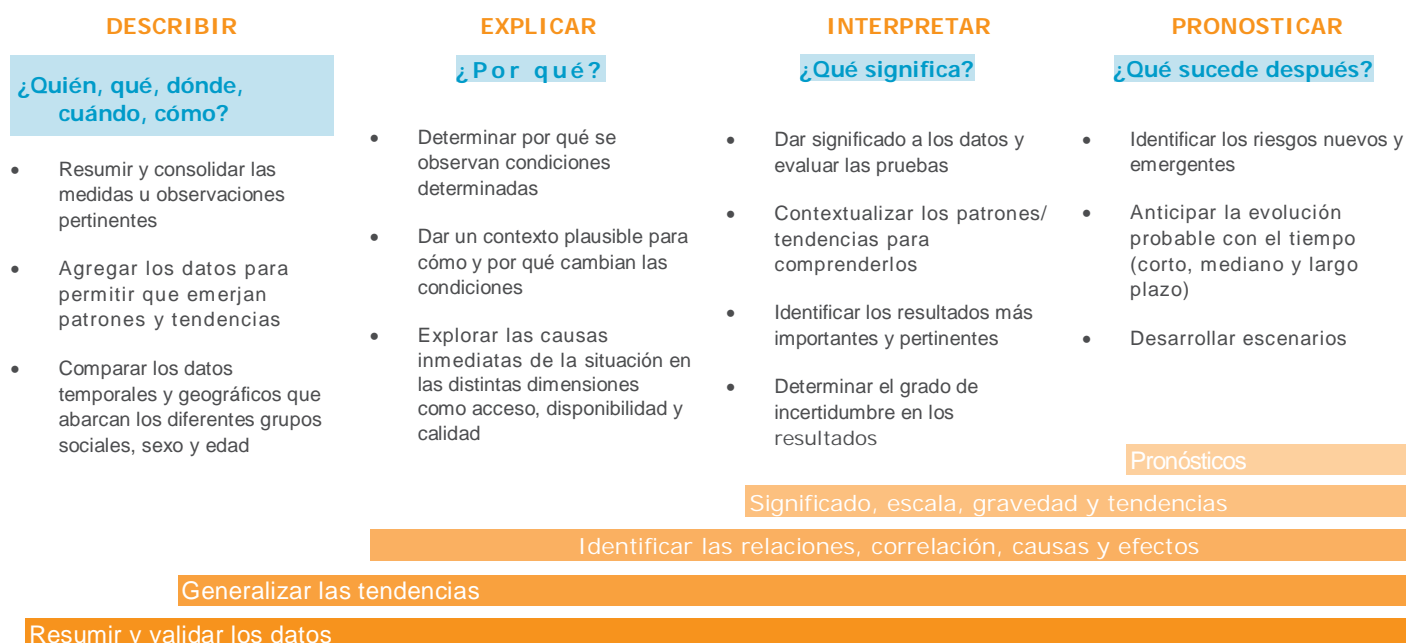 DESCRIBIR
¿Quién, qué, dónde,
cuándo, cómo?
• Resumir y consolidar las
medidas u observaciones
pertinentes
• Agregar los datos para
permitir que emerjan
patrones y tendencias
• Comparar los datos
temporales y geográficos que
abarcan los diferentes grupos
sociales, sexo y edad
EXPLICAR
¿Por qué?
• Determinar por qué se
observan condiciones
determinadas
• Dar un contexto plausible para
cómo y por qué cambian las
condiciones
• Explorar las causas
inmediatas de la situación en
las distintas dimensiones
como acceso, disponibilidad y
calidad
INTERPRETAR
¿Qué significa?
• Dar significado a los datos y
evaluar las pruebas
• Contextualizar los patrones/
tendencias para
comprenderlos
• Identificar los resultados más
importantes y pertinentes
• Determinar el grado de
incertidumbre en los
resultados
PRONOSTICAR
¿Qué sucede después?
• Identificar los riesgos nuevos y
emergentes
• Anticipar la evolución
probable con el tiempo
(corto, mediano y largo
plazo)
• Desarrollar escenarios
Pronósticos
Significado, escala, gravedad y tendencias
Identificar las relaciones, correlación, causas y efectos
Generalizar las tendencias
Resumir y validar los datos